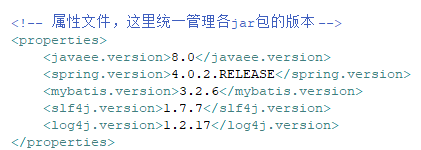 <!-- 属性文件，这里统一管理各jar包的版本 -->
<properties>
    <javaee.version>8.0</javaee.version>
    <spring.version>4.0.2.RELEASE</spring.version>
    <mybatis.version>3.2.6</mybatis.version>
    <slf4j.version>1.7.7</slf4j.version>
    <log4j.version>1.2.17</log4j.version>
</properties>